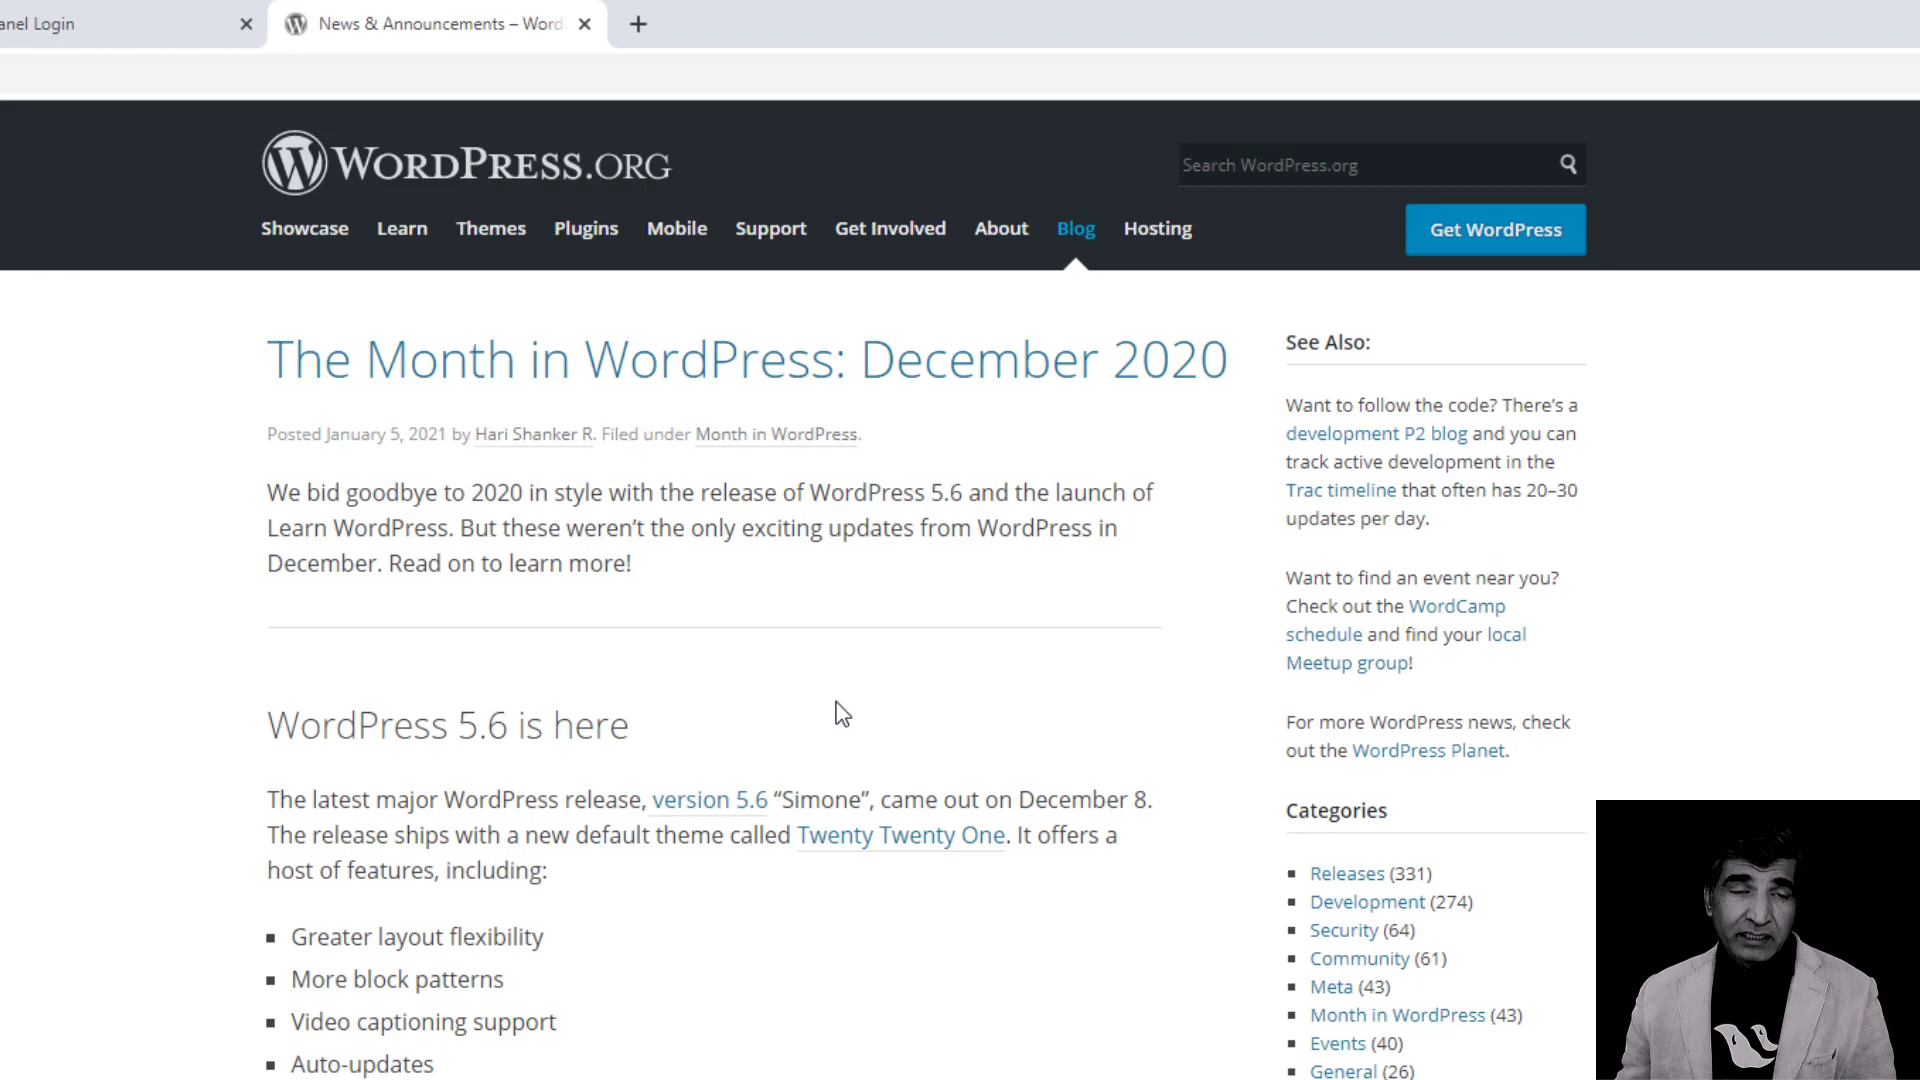 anel Login
News & Announcements – Word
WORDPRESS.ORG
Search WordPress.org
Showcase Learn Themes Plugins Mobile Support Get Involved About Blog Hosting
Get WordPress
The Month in WordPress: December 2020
Posted January 5, 2021 by Hari Shanker R. Filed under Month in WordPress.
We bid goodbye to 2020 in style with the release of WordPress 5.6 and the launch of
Learn WordPress. But these weren’t the only exciting updates from WordPress in
December. Read on to learn more!
WordPress 5.6 is here
The latest major WordPress release, version 5.6 “Simone”, came out on December 8.
The release ships with a new default theme called Twenty Twenty One. It offers a
host of features, including:
Greater layout flexibility
More block patterns
Video captioning support
Auto-updates
See Also:
Want to follow the code? There’s a
development P2 blog and you can
track active development in the
Trac timeline that often has 20–30
updates per day.
Want to find an event near you?
Check out the WordCamp
schedule and find your local
Meetup group!
For more WordPress news, check
out the WordPress Planet.
Categories
Releases (331)
Development (274)
Security (64)
Community (61)
Meta (43)
Month in WordPress (43)
Events (40)
General (26)